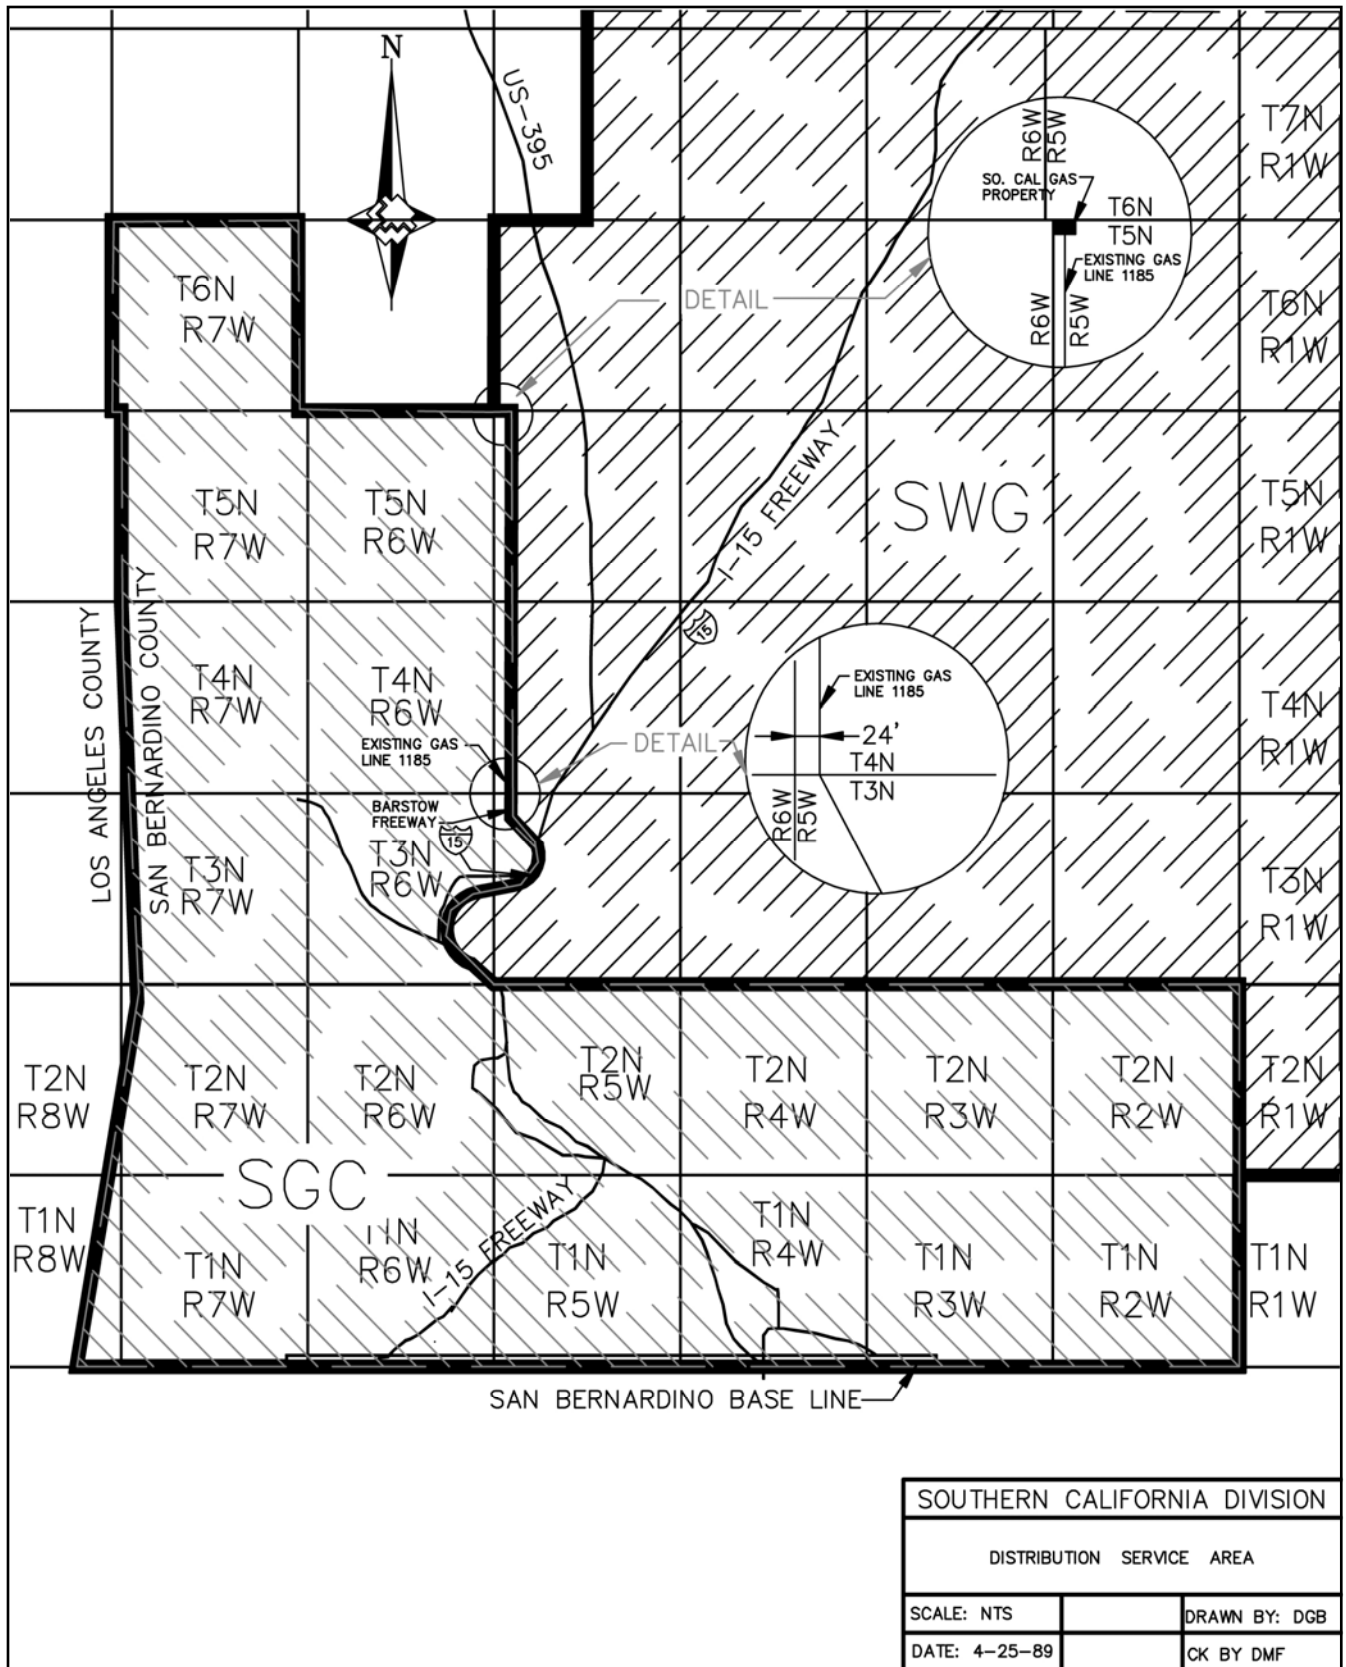 N
US-395
T7N
R1W
R6W
R5W
SO. CAL GAS
PROPERTY
T6N
T5N
EXISTING GAS
LINE 1185
R6W
R5W
T6N
R7W
DETAIL
T6N
R1W
I-15 FREEWAY
15
SWG
T5N
R7W
T5N
R6W
T5N
R1W
LOS ANGELES COUNTY
SAN BERNARDINO COUNTY
T4N
R7W
T4N
R6W
EXISTING GAS
LINE 1185
DETAIL
EXISTING GAS
LINE 1185
24'
T4N
T3N
R6W
R5W
T4N
R1W
BARSTOW
FREEWAY
15
T3N
R7W
T3N
R6W
T3N
R1W
T2N
R8W
T2N
R7W
T2N
R6W
T2N
R5W
T2N
R4W
T2N
R3W
T2N
R2W
T2N
R1W
SGC
I-15 FREEWAY
T1N
R8W
T1N
R7W
T1N
R6W
T1N
R5W
T1N
R4W
T1N
R3W
T1N
R2W
T1N
R1W
SAN BERNARDINO BASE LINE
SOUTHERN CALIFORNIA DIVISION
DISTRIBUTION SERVICE AREA
SCALE: NTS
DRAWN BY: DGB
DATE: 4-25-89
CK BY DMF